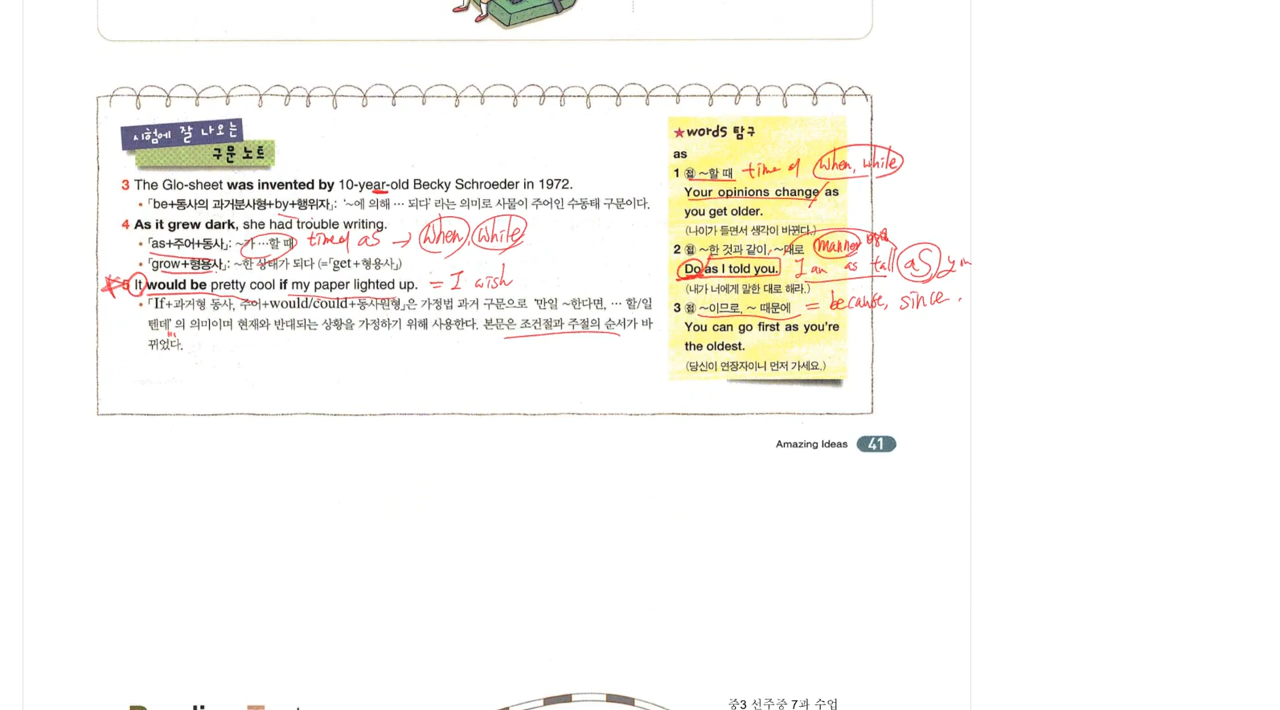 시험에 잘 나오는
구문 노트
3 The Glo-sheet was invented by 10-year-old Becky Schroeder in 1972.
• 「be+동사의 과거분사형+by+행위자」: ‘~에 의해 … 되다’ 라는 의미로 사물이 주어인 수동태 구문이다.
4 As it grew dark, she had trouble writing.
• 「as+주어+동사」: ~가 …할 때 time of as → when, while
• 「grow+형용사」: ~한 상태가 되다 (=「get+형용사」)
5 It would be pretty cool if my paper lighted up. = I wish
• 「If+과거형 동사, 주어+would/could+동사원형」은 가정법 과거 구문으로 ‘만일 ~한다면, … 할/일
텐데’ 의 의미이며 현재와 반대되는 상황을 가정하기 위해 사용한다. 본문은 조건절과 주절의 순서가 바
뀌었다.
★words 탐구
as
1 접 ~할 때 time of when, while
Your opinions change as
you get older.
(나이가 들면서 생각이 바뀐다.)
2 접 ~한 것과 같이, ~대로 manner
Do as I told you. I am as tall as you
(내가 너에게 말한 대로 해라.)
3 접 ~이므로, ~ 때문에 = because, since.
You can go first as you're
the oldest.
(당신이 연장자이니 먼저 가세요.)
Amazing Ideas 41
중3 신주중 7과 수업